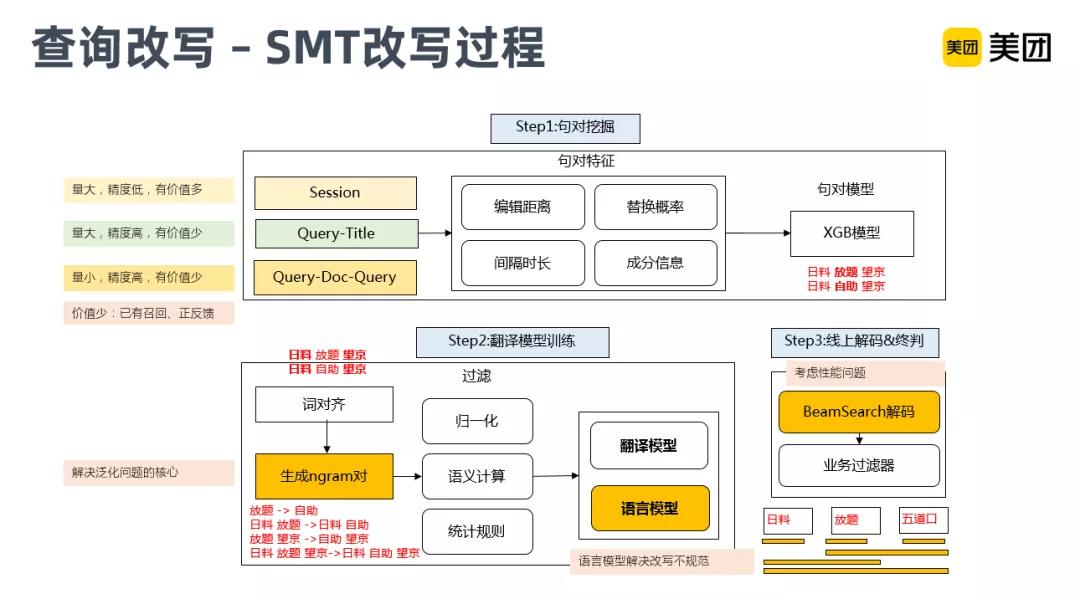 查询改写 – SMT改写过程
美团 美团
Step1:句对挖掘
句对特征
量大，精度低，有价值多
Session
编辑距离
替换概率
句对模型
量大，精度高，有价值少
Query-Title
XGB模型
间隔时长
成分信息
量小，精度高，有价值少
Query-Doc-Query
日料 放题 望京
日料 自助 望京
价值少：已有召回、正反馈
Step2:翻译模型训练
Step3:线上解码&终判
日料 放题 望京
日料 自助 望京
过滤
考虑性能问题
词对齐
归一化
BeamSearch解码
翻译模型
业务过滤器
解决泛化问题的核心
生成ngram对
语义计算
语言模型
放题 -> 自助
日料 放题 ->日料 自助
放题 望京 ->自助 望京
日料 放题 望京->日料 自助 望京
统计规则
日料
放题
五道口
语言模型解决改写不规范